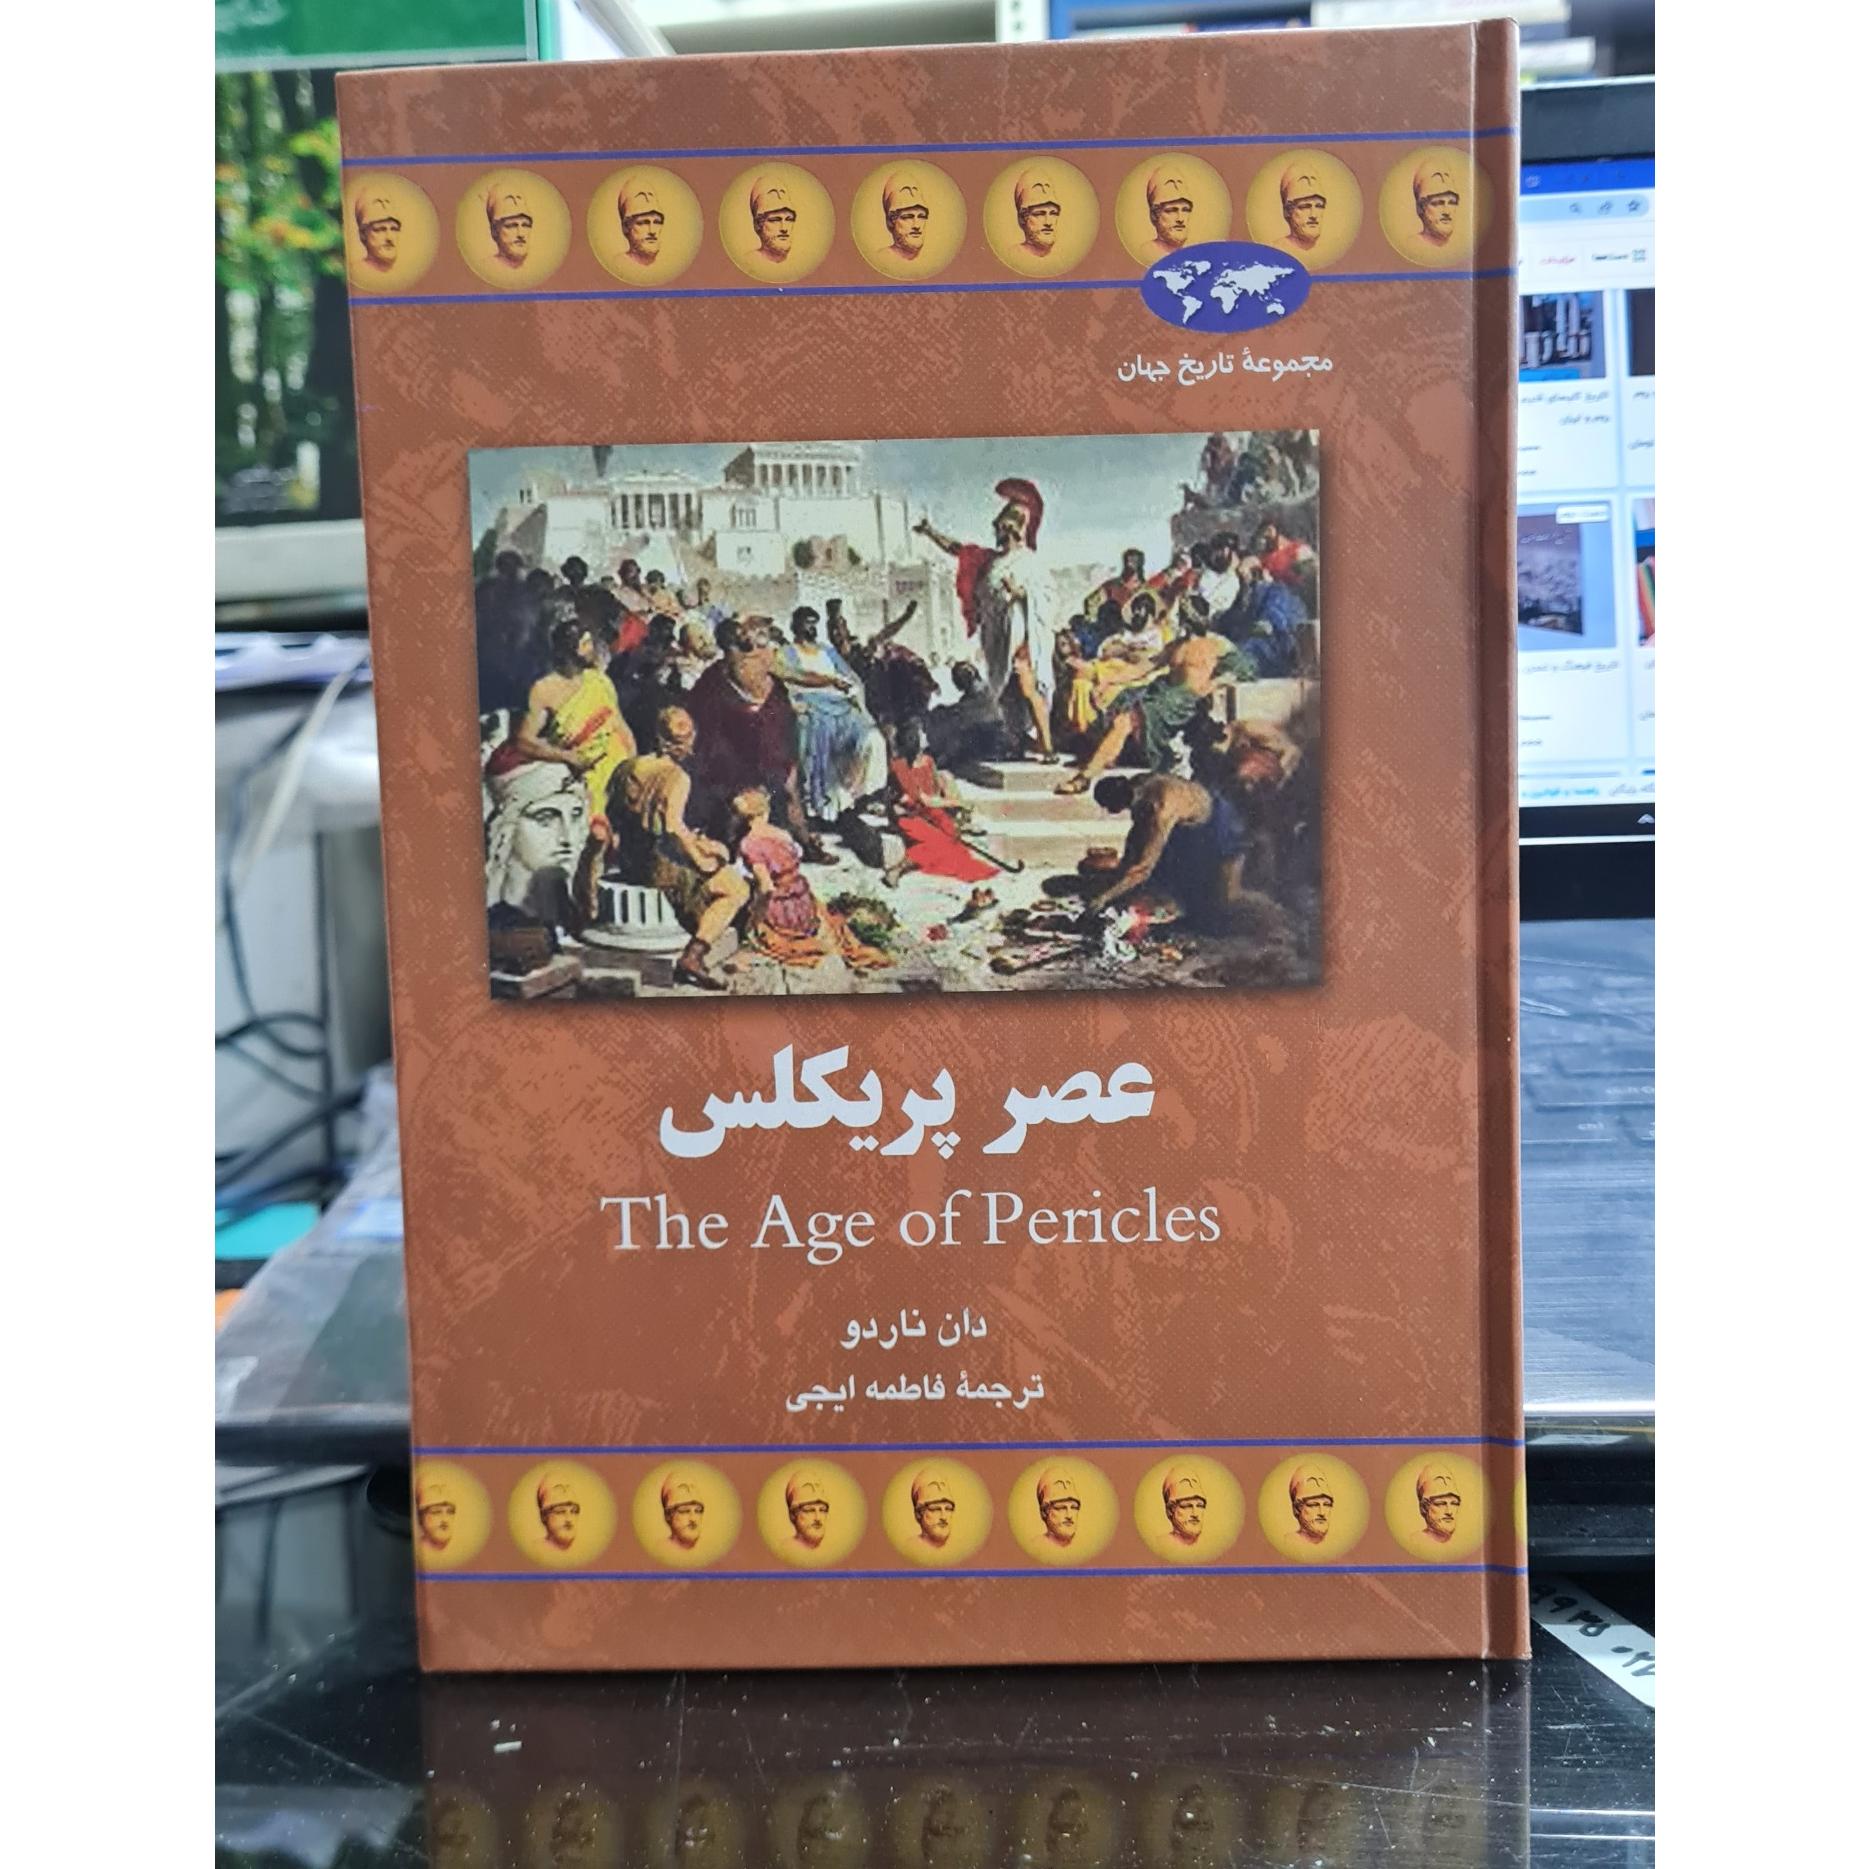 مجموعهٔ تاریخ جهان
عصر پریکلس
The Age of Pericles
دان ناردو
ترجمهٔ فاطمه ایجی